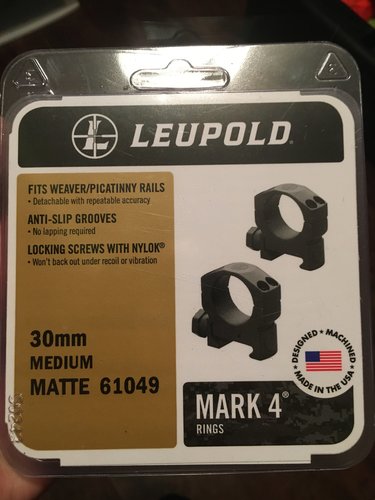 LEUPOLD®
FITS WEAVER/PICATINNY RAILS
• Detachable with repeatable accuracy
ANTI-SLIP GROOVES
• No lapping required
LOCKING SCREWS WITH NYLOK®
• Won't back out under recoil or vibration
30mm
MEDIUM
MATTE 61049
DESIGNED ★ MACHINED
★ MADE IN THE USA ★
MARK 4®
RINGS